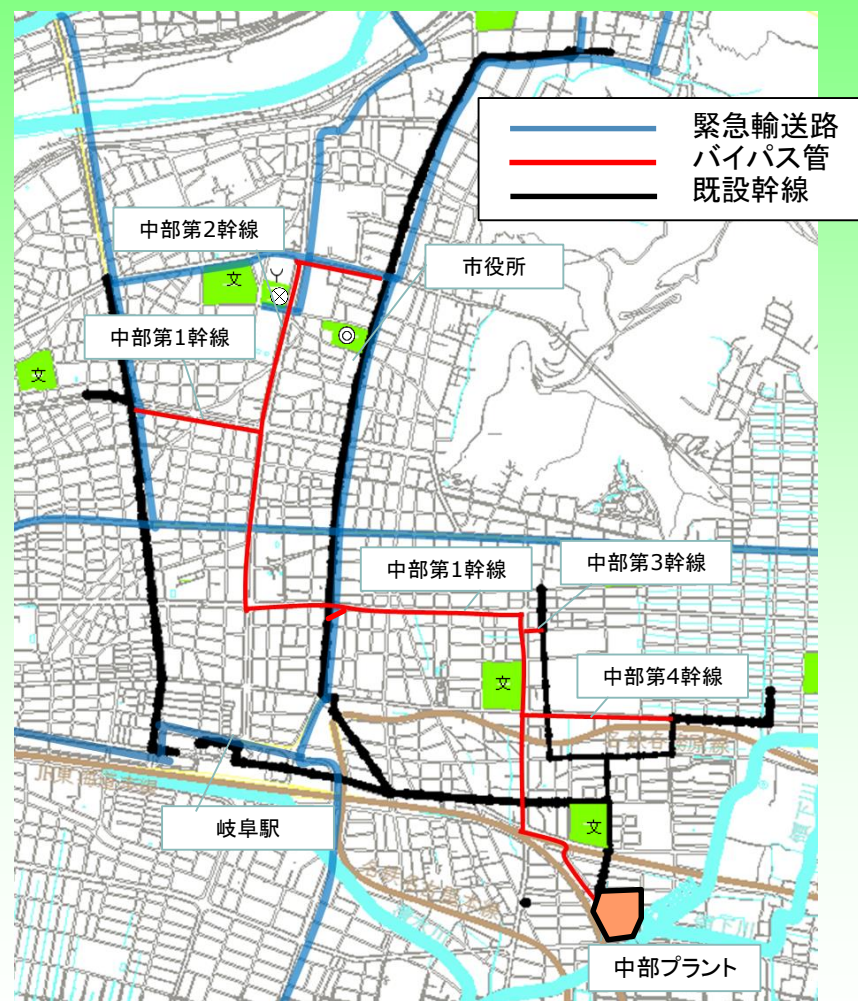 緊急輸送路
バイパス管
既設幹線
中部第2幹線
市役所
文
中部第1幹線
文
中部第1幹線
中部第3幹線
文
中部第4幹線
岐阜駅
文
中部プラント